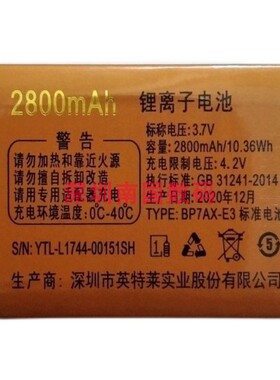 2800mAh 锂离子电池
标称电压: 3.7V
警告
容量: 2800mAh/10.36Wh
请勿加热和靠近火源
充电限制电压: 4.2V
请勿擅自拆卸和改装
执行标准: GB 31241-2014
请使用专用适配器充电
生产日期: 2020年12月
充电环境温度: 0C-40C
TYPE: BP7AX-E3 标准电池
S/N: YTL-L1744-00151SH
生产商: 深圳市英特莱实业股份有限公司